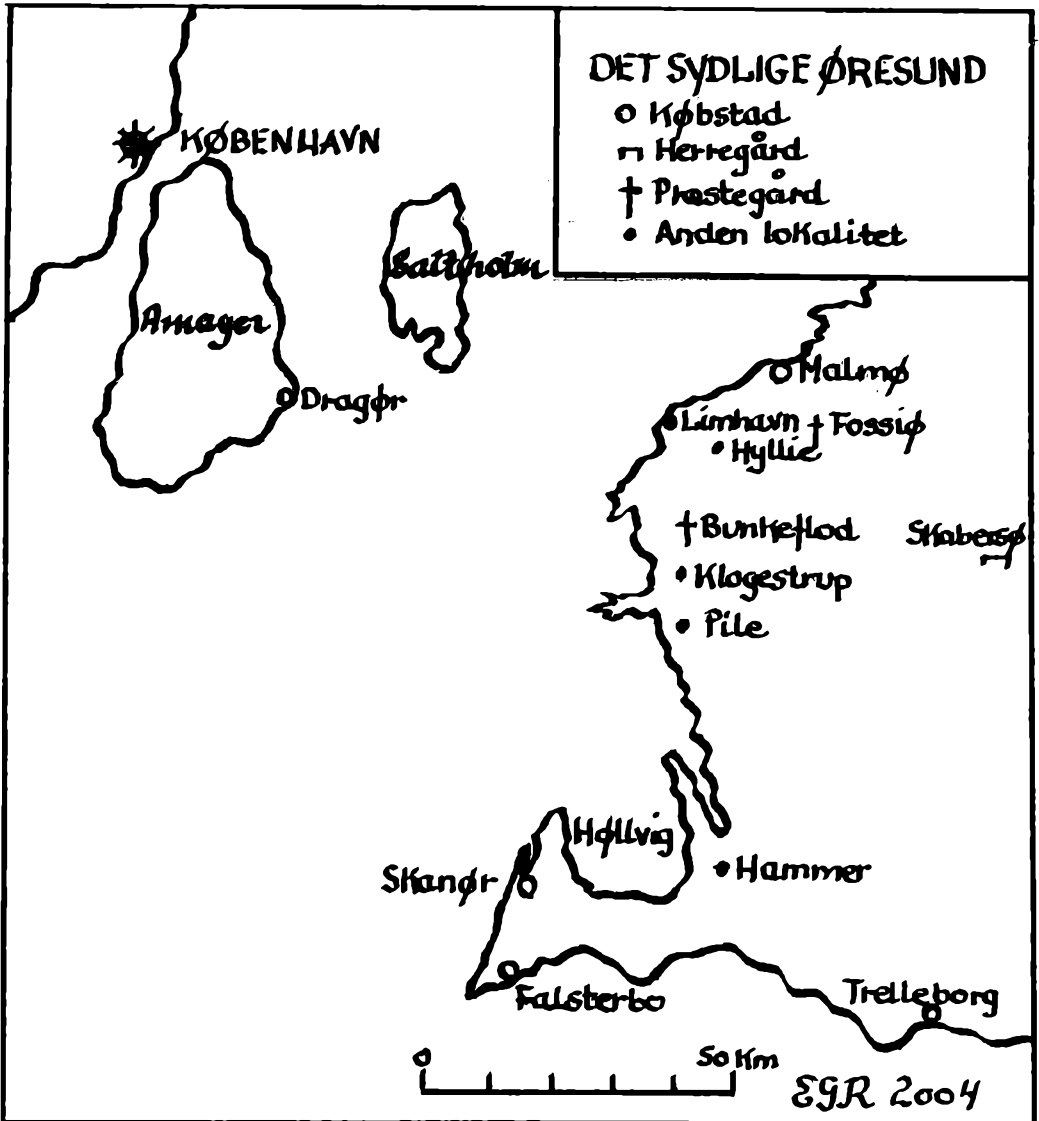 DET SYDLIGE ØRESUND
Købstad
Herregård
Præstegård
Anden lokalitet
KØBENHAVN
Saltholm
Amager
Dragør
Malmø
Limhavn
Fossiø
Hyllie
Bunkeflod
Skabersø
Klogestrup
Pile
Høllvig
Skanør
Hammer
Falsterbo
Trelleborg
0 50 Km
EGR 2004